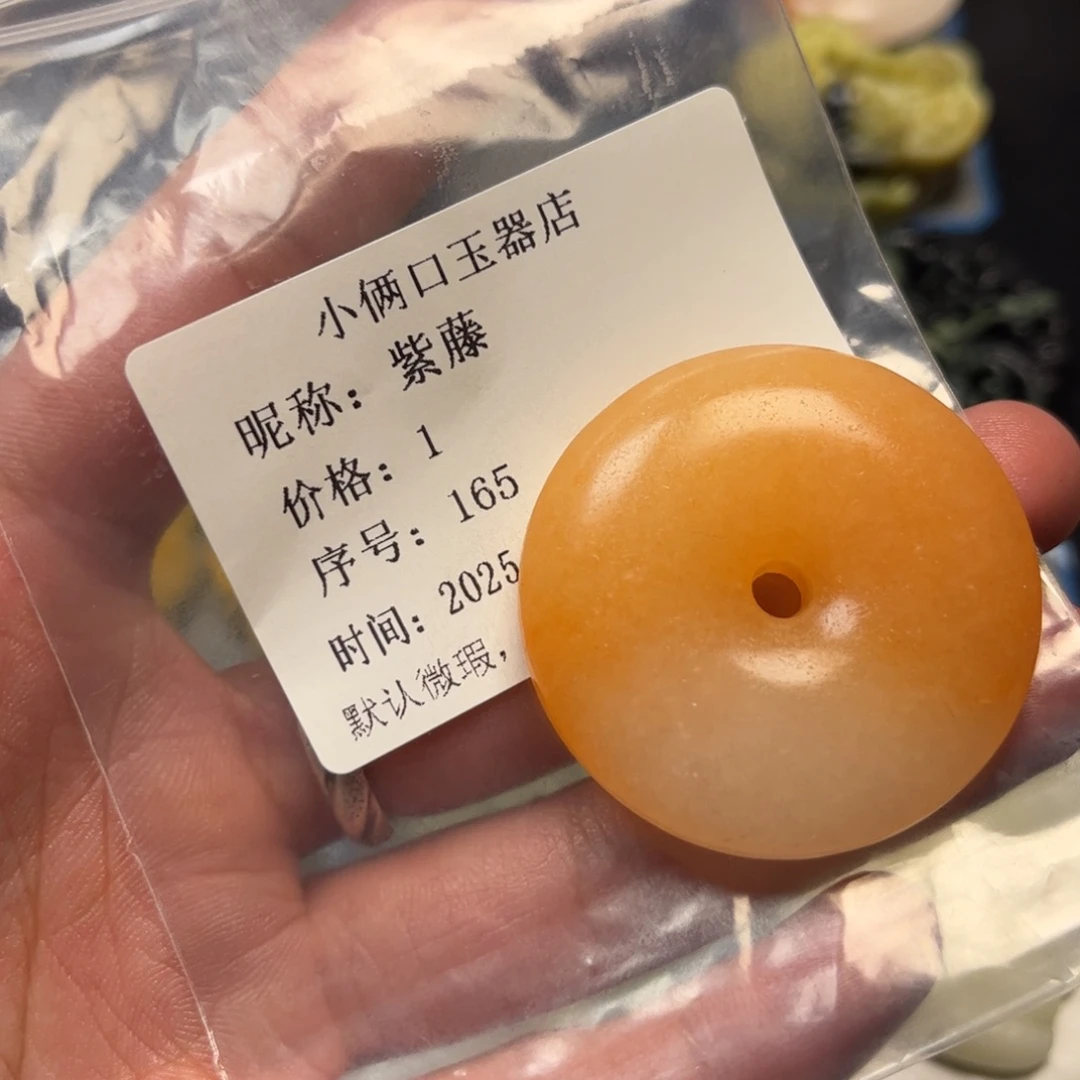 小俩口玉器店
昵称：紫藤
价格：1
序号：165
时间：2025
默认微瑕，